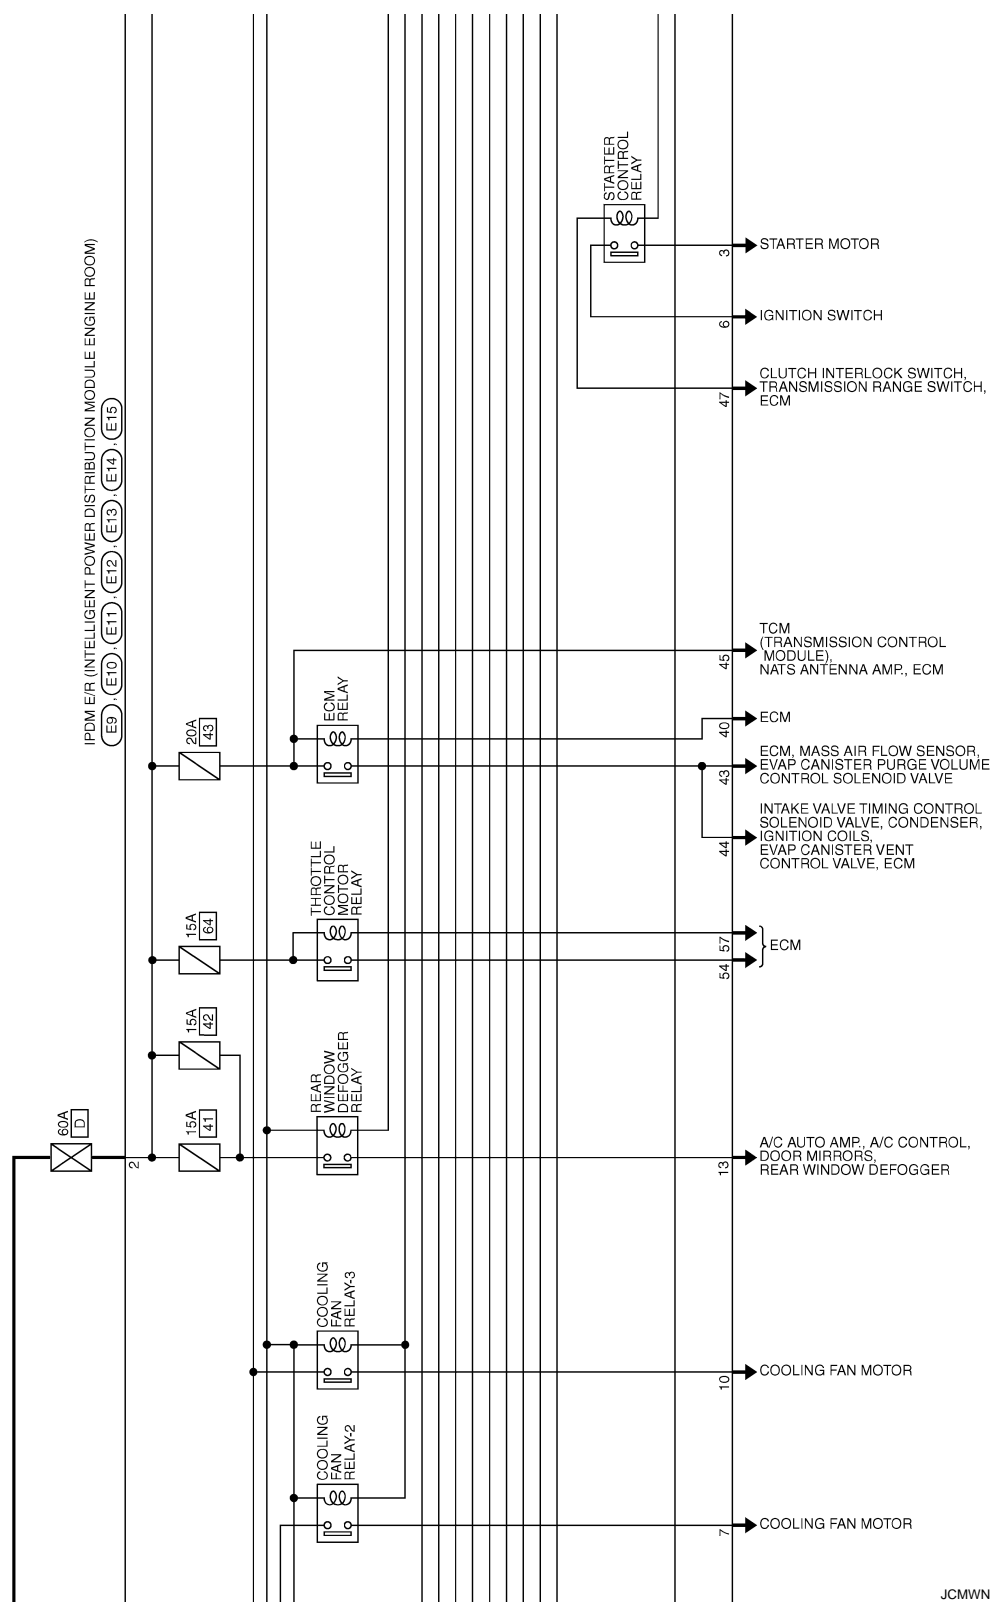 STARTER
CONTROL
RELAY
3
STARTER MOTOR
6
IGNITION SWITCH
47
CLUTCH INTERLOCK SWITCH,
TRANSMISSION RANGE SWITCH,
ECM
IPDM E/R (INTELLIGENT POWER DISTRIBUTION MODULE ENGINE ROOM)
E9 , E10 , E11 , E12 , E13 , E14 , E15
45
TCM
(TRANSMISSION CONTROL
MODULE),
NATS ANTENNA AMP., ECM
20A
43
ECM
RELAY
40
ECM
43
ECM, MASS AIR FLOW SENSOR,
EVAP CANISTER PURGE VOLUME
CONTROL SOLENOID VALVE
44
INTAKE VALVE TIMING CONTROL
SOLENOID VALVE, CONDENSER,
IGNITION COILS,
EVAP CANISTER VENT
CONTROL VALVE, ECM
15A
64
THROTTLE
CONTROL
MOTOR
RELAY
57
54
ECM
15A
42
60A
D
2
15A
41
REAR
WINDOW
DEFOGGER
RELAY
13
A/C AUTO AMP., A/C CONTROL,
DOOR MIRRORS,
REAR WINDOW DEFOGGER
COOLING
FAN
RELAY-3
10
COOLING FAN MOTOR
COOLING
FAN
RELAY-2
7
COOLING FAN MOTOR
JCMWN